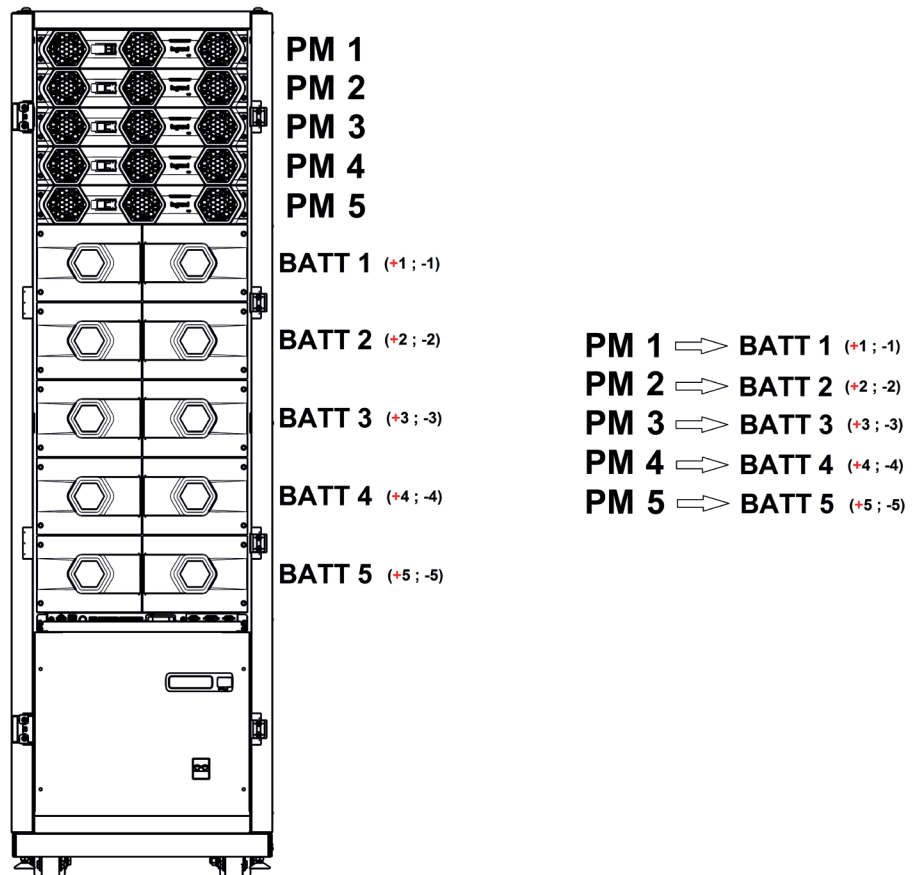 PM 1
PM 2
PM 3
PM 4
PM 5
BATT 1 (+1 ; -1)
BATT 2 (+2 ; -2)
BATT 3 (+3 ; -3)
BATT 4 (+4 ; -4)
BATT 5 (+5 ; -5)
PM 1 ⇨ BATT 1 (+1 ; -1)
PM 2 ⇨ BATT 2 (+2 ; -2)
PM 3 ⇨ BATT 3 (+3 ; -3)
PM 4 ⇨ BATT 4 (+4 ; -4)
PM 5 ⇨ BATT 5 (+5 ; -5)